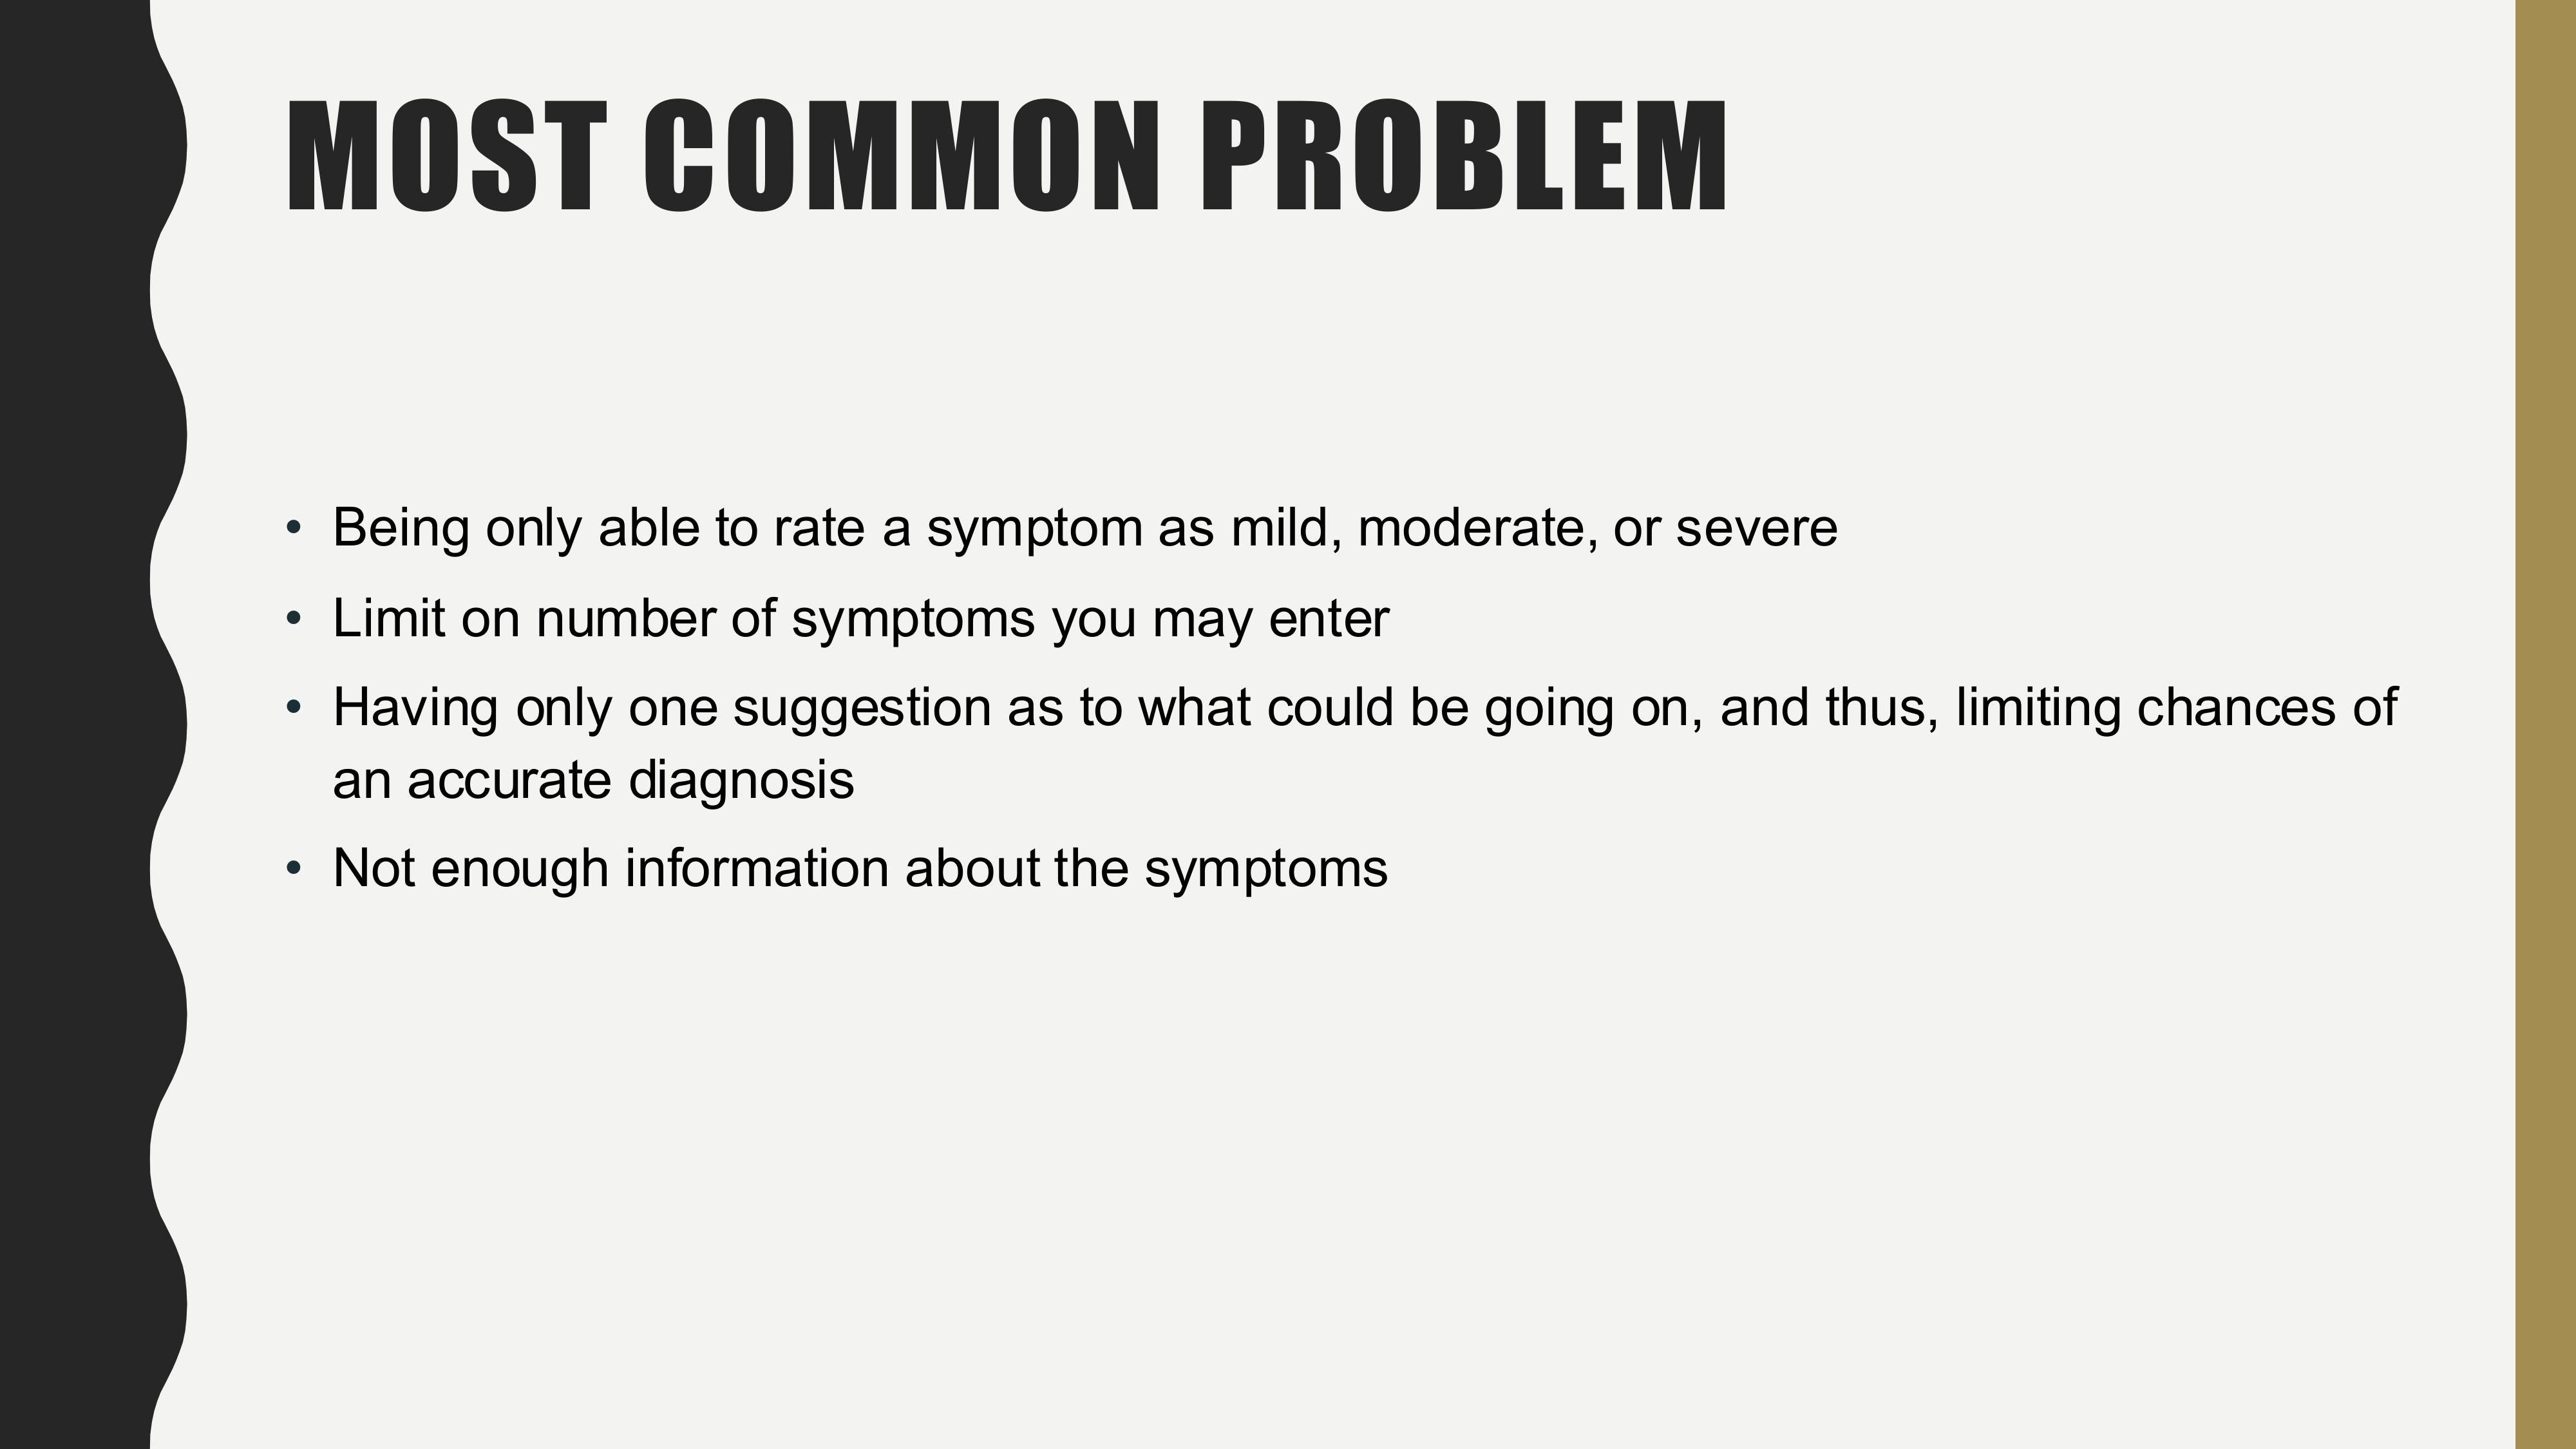 MOST COMMON PROBLEM
• Being only able to rate a symptom as mild, moderate, or severe
• Limit on number of symptoms you may enter
• Having only one suggestion as to what could be going on, and thus, limiting chances of
an accurate diagnosis
• Not enough information about the symptoms